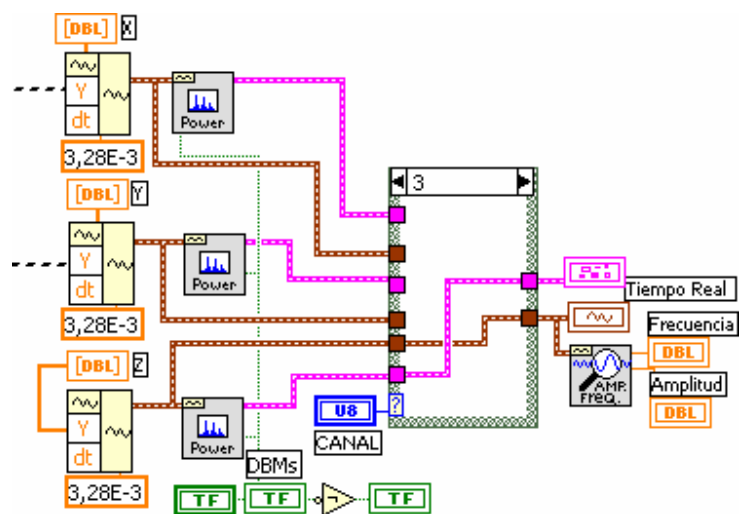 [DBL] X
Y
dt
Power
3,28E-3
3
[DBL] Y
Y
dt
Power
3,28E-3
Tiempo Real
Frecuencia
DBL
[DBL] Z
AMP FREQ.
Amplitud
Y
dt
Power
U8
?
DBL
CANAL
DBMs
3,28E-3
TF
TF
TF